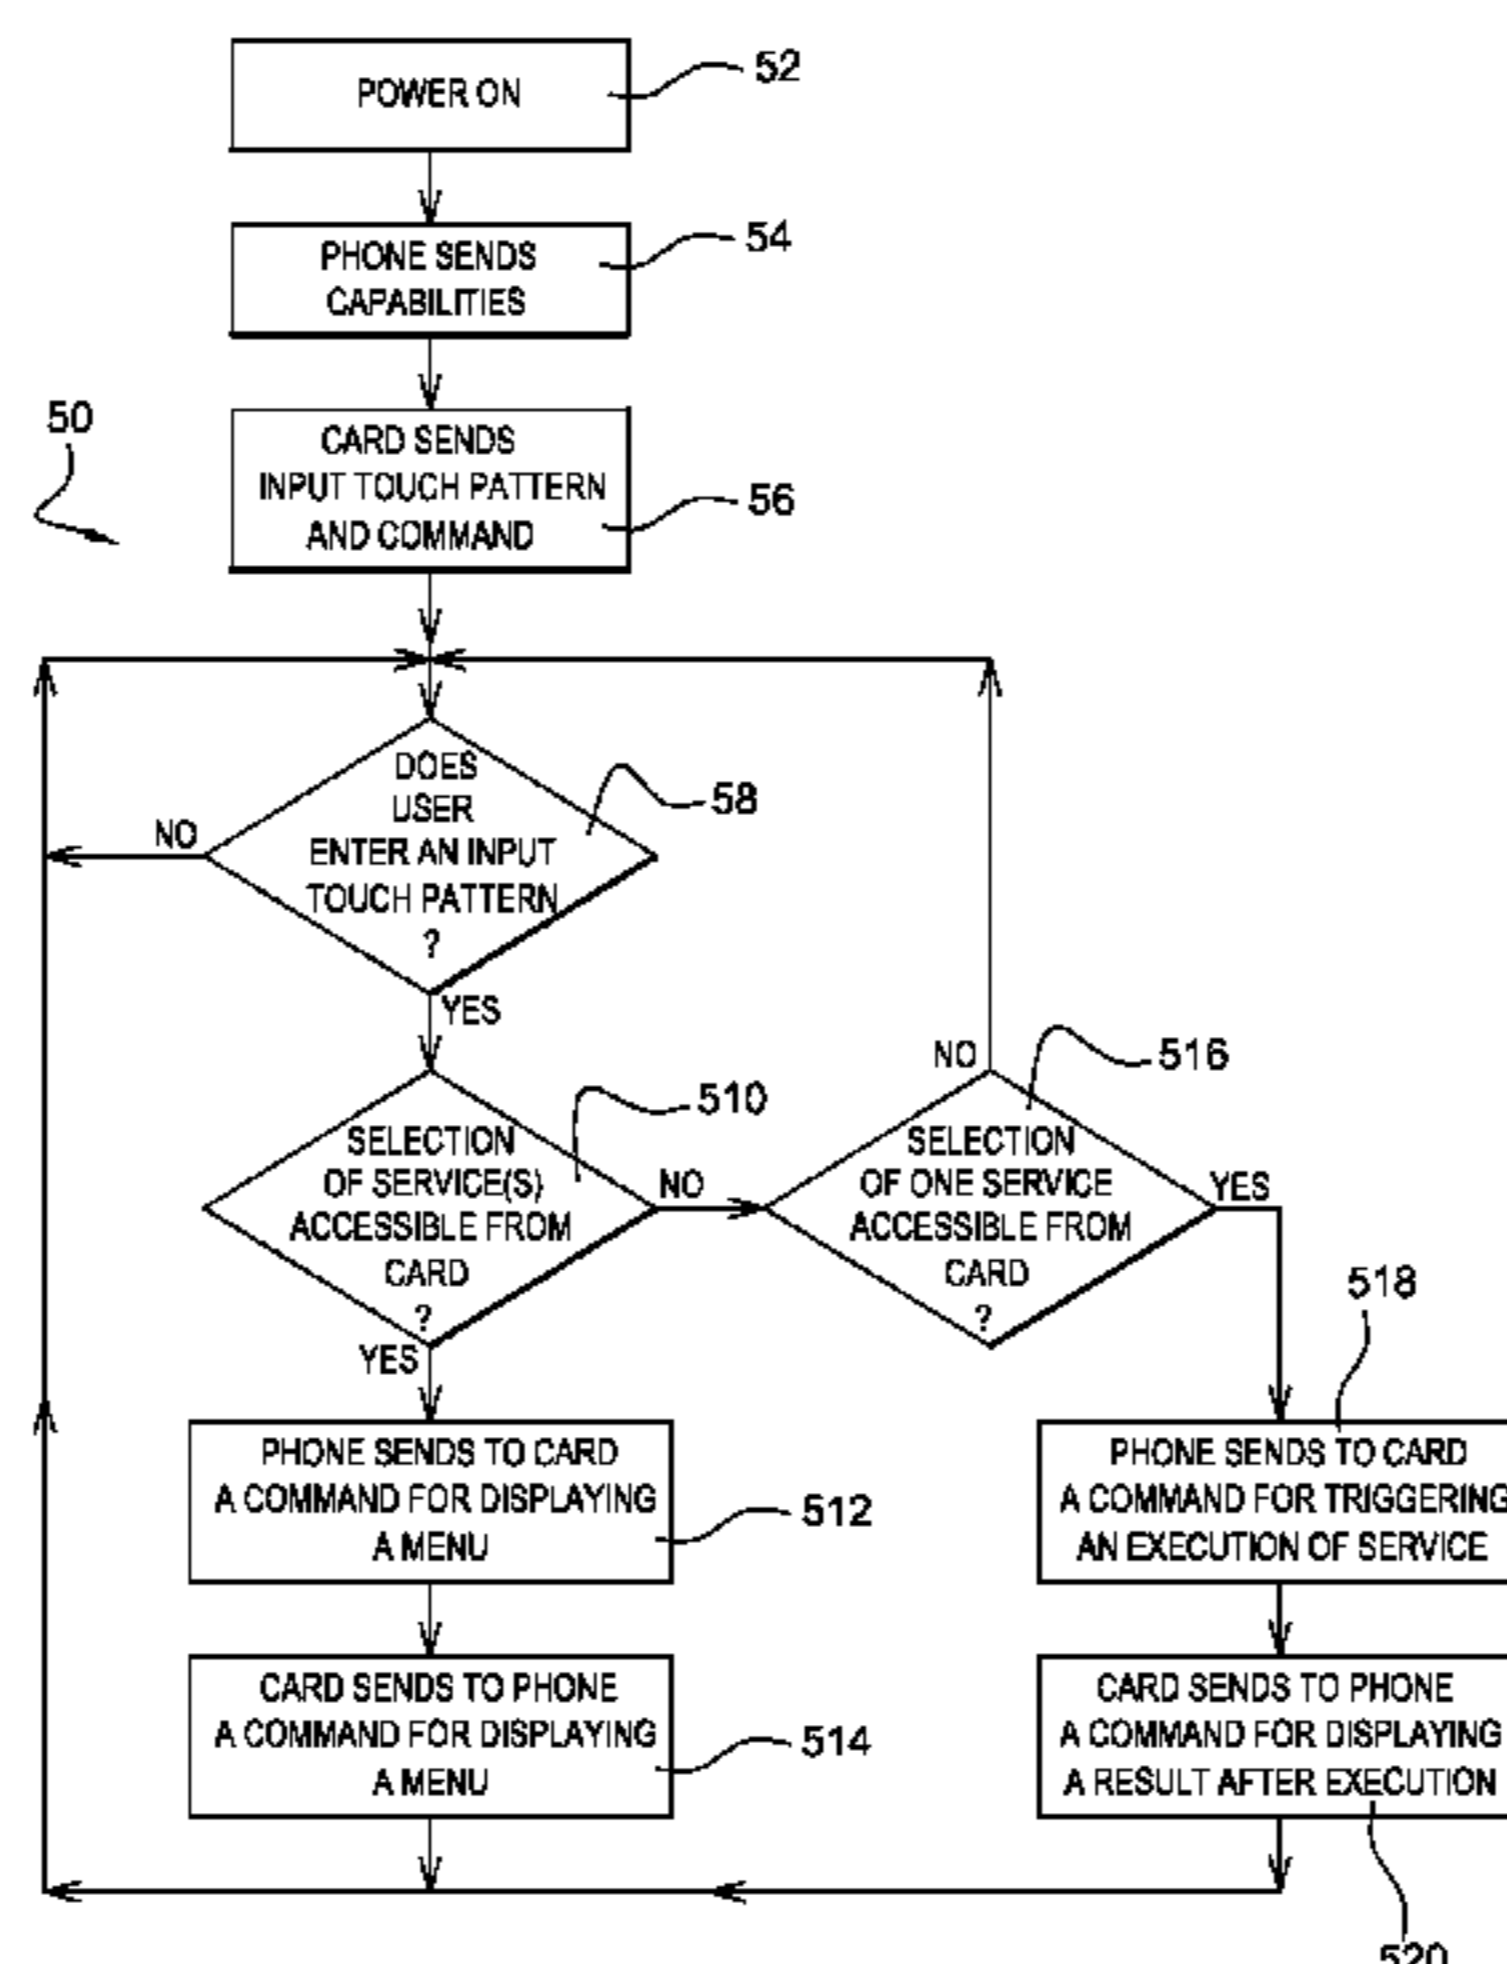 POWER ON
52
PHONE SENDS
CAPABILITIES
54
50
CARD SENDS
INPUT TOUCH PATTERN
AND COMMAND
56
DOES
USER
ENTER AN INPUT
TOUCH PATTERN
?
58
NO
YES
SELECTION
OF SERVICE(S)
ACCESSIBLE FROM
CARD
?
510
NO
YES
SELECTION
OF ONE SERVICE
ACCESSIBLE FROM
CARD
?
516
NO
YES
518
PHONE SENDS TO CARD
A COMMAND FOR DISPLAYING
A MENU
512
PHONE SENDS TO CARD
A COMMAND FOR TRIGGERING
AN EXECUTION OF SERVICE
CARD SENDS TO PHONE
A COMMAND FOR DISPLAYING
A MENU
514
CARD SENDS TO PHONE
A COMMAND FOR DISPLAYING
A RESULT AFTER EXECUTION
520